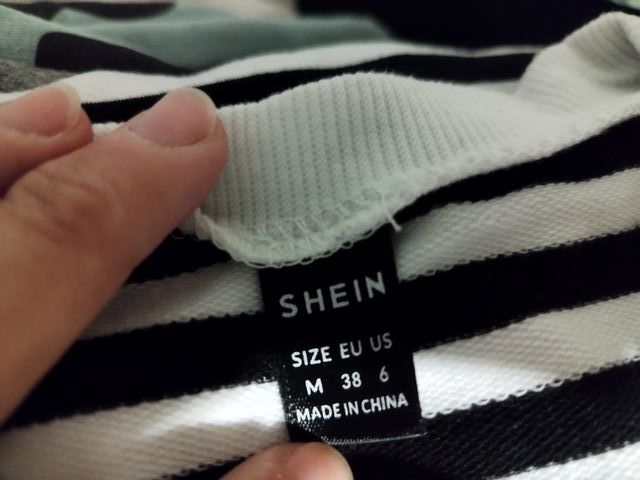 SHEIN
SIZE EU US
M 38 6
MADE IN CHINA